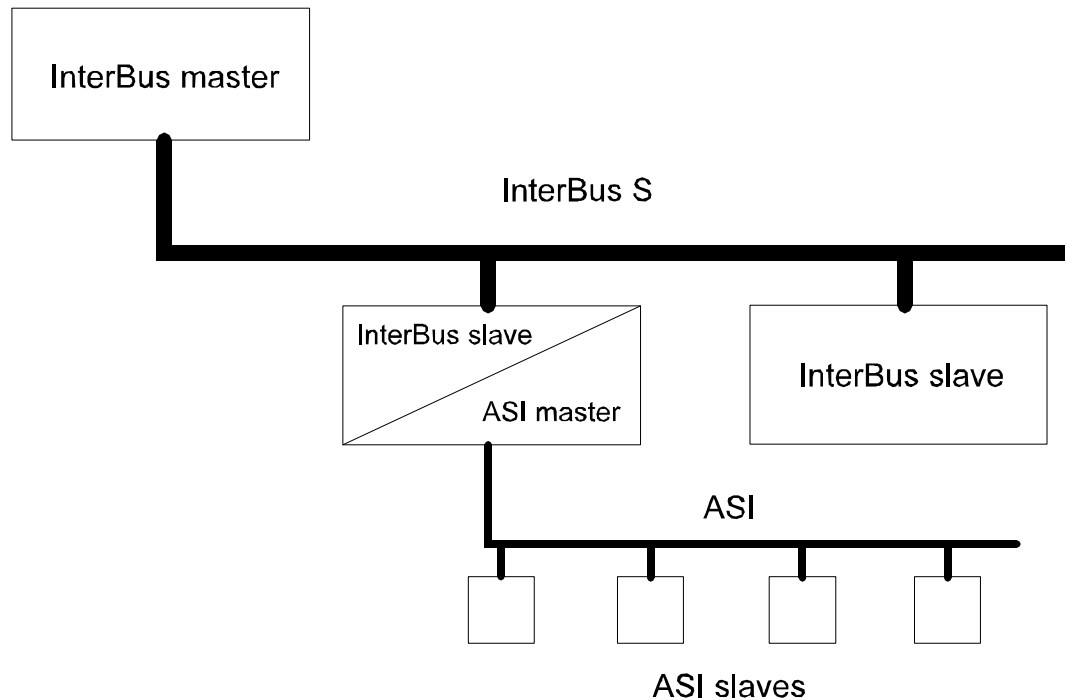 InterBus master
InterBus S
InterBus slave
ASI master
InterBus slave
ASI
ASI slaves